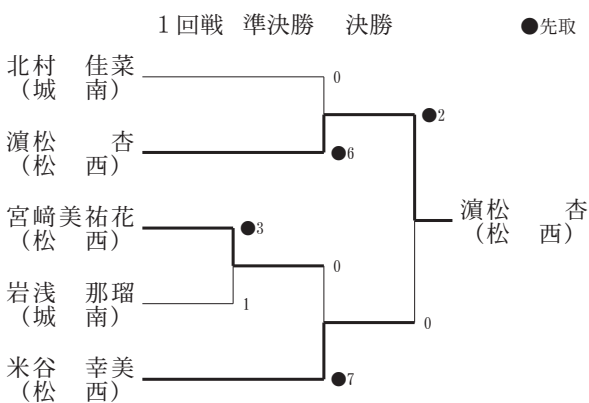 1回戦 準決勝 決勝 ●先取
北村 佳菜
(城 南)
0
●2
濵松 杏
(松 西)
●6
宮﨑美祐花
(松 西)
●3
濵松 杏
(松 西)
0
岩浅 那瑠
(城 南)
1
0
米谷 幸美
(松 西)
●7